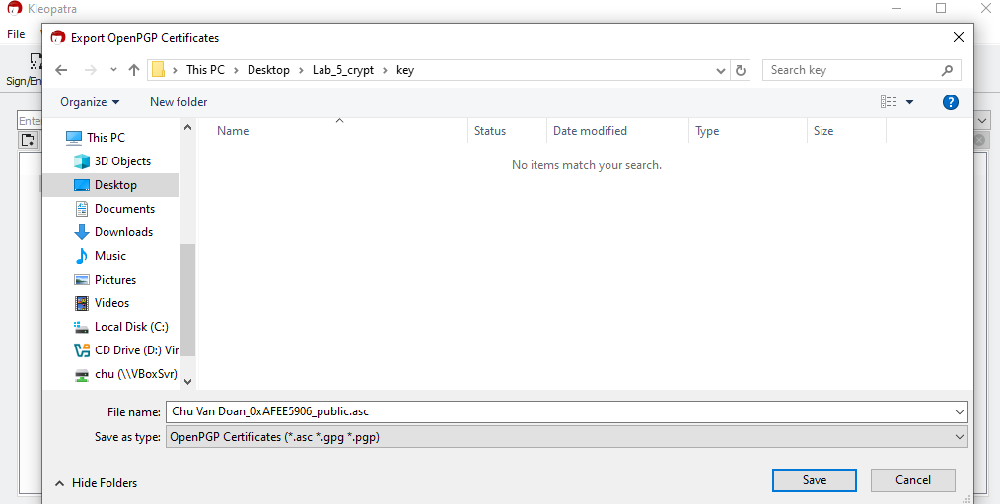 Kleopatra
File
Export OpenPGP Certificates
Sign/En
This PC > Desktop > Lab_5_crypt > key
Search key
Organize
New folder
Ente
This PC
3D Objects
Desktop
Documents
Downloads
Music
Pictures
Videos
Local Disk (C:)
CD Drive (D:) Vir
chu (\\VBoxSvr)
Name Status Date modified Type Size
No items match your search.
File name: Chu Van Doan_0xAFEE5906_public.asc
Save as type: OpenPGP Certificates (*.asc *.gpg *.pgp)
Hide Folders
Save Cancel